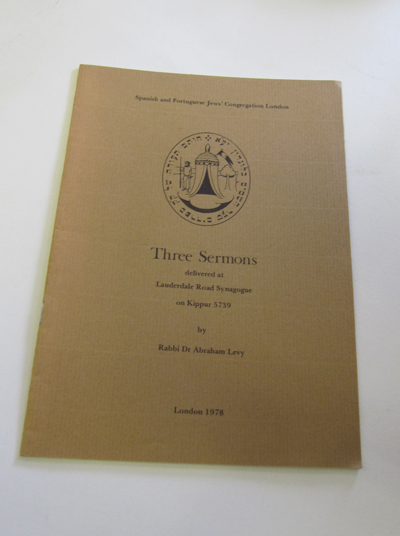 Spanish and Portuguese Jews' Congregation London
Three Sermons
delivered at
Lauderdale Road Synagogue
on Kippur 5739
by
Rabbi Dr Abraham Levy
London 1978